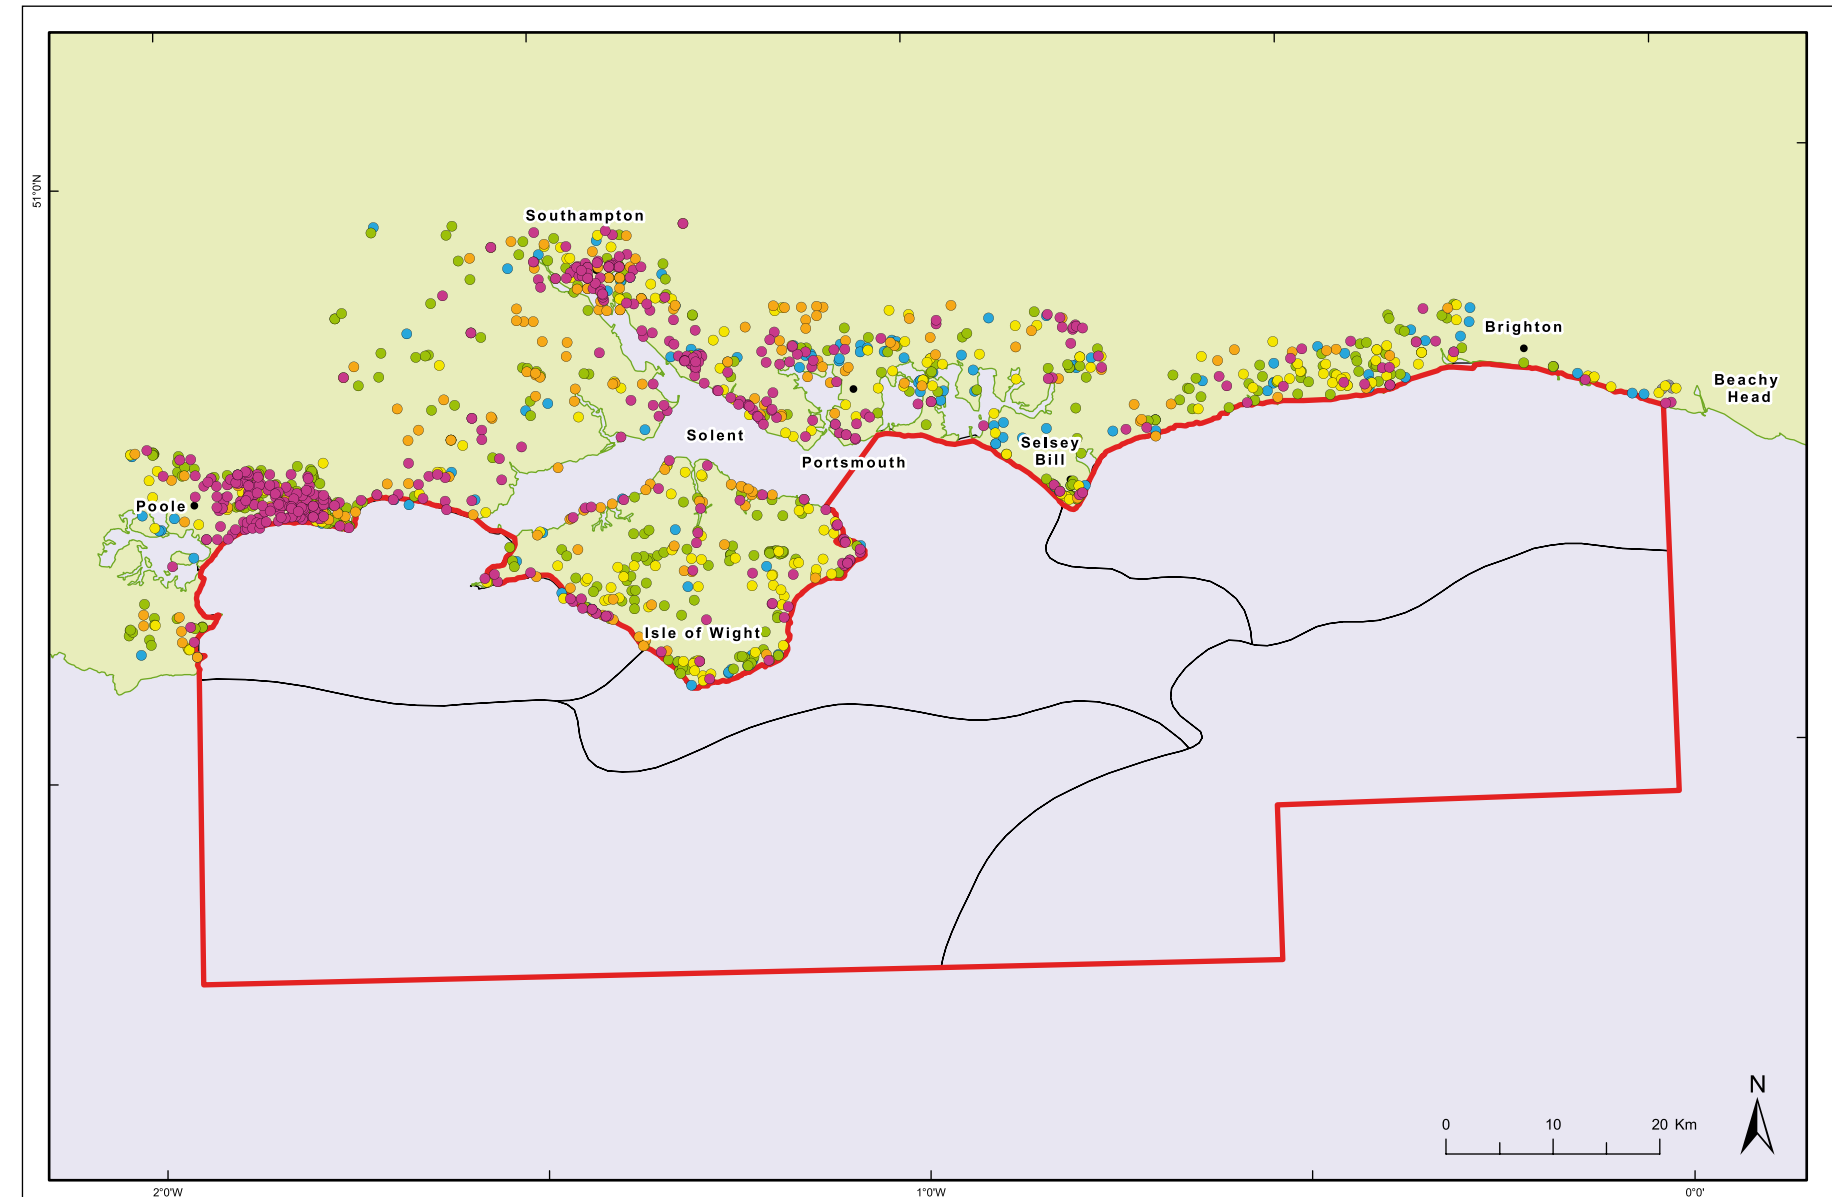 51°0'N
Southampton
Brighton
Beachy
Head
Solent
Selsey
Bill
Portsmouth
Poole
Isle of Wight
N
0 10 20 Km
2°0'W 1°0'W 0°0'